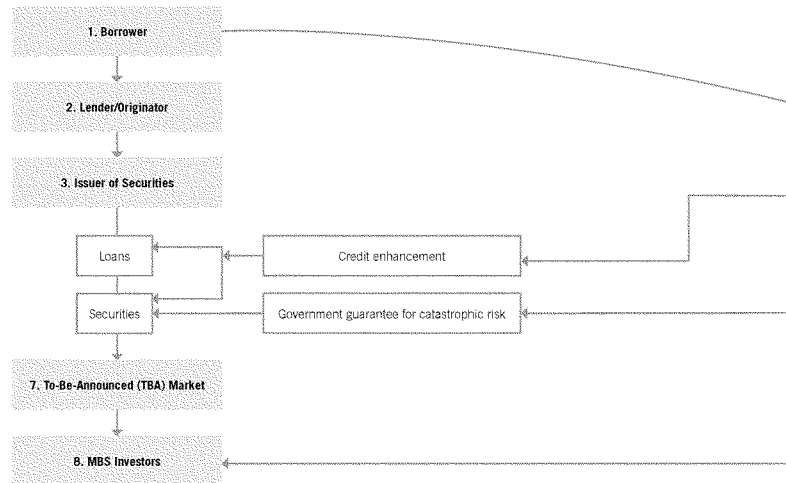 1. Borrower
2. Lender/Originator
3. Issuer of Securities
Loans
Credit enhancement
Securities
Government guarantee for catastrophic risk
7. To-Be-Announced (TBA) Market
8. MBS Investors